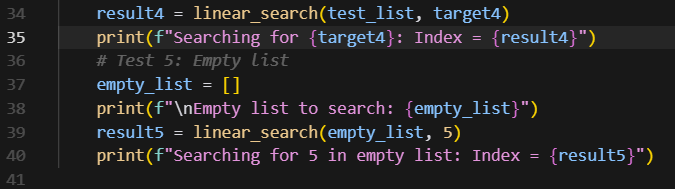 34 result4 = linear_search(test_list, target4)
35 print(f"Searching for {target4}: Index = {result4}")
36 # Test 5: Empty list
37 empty_list = []
38 print(f"\nEmpty list to search: {empty_list}")
39 result5 = linear_search(empty_list, 5)
40 print(f"Searching for 5 in empty list: Index = {result5}")
41